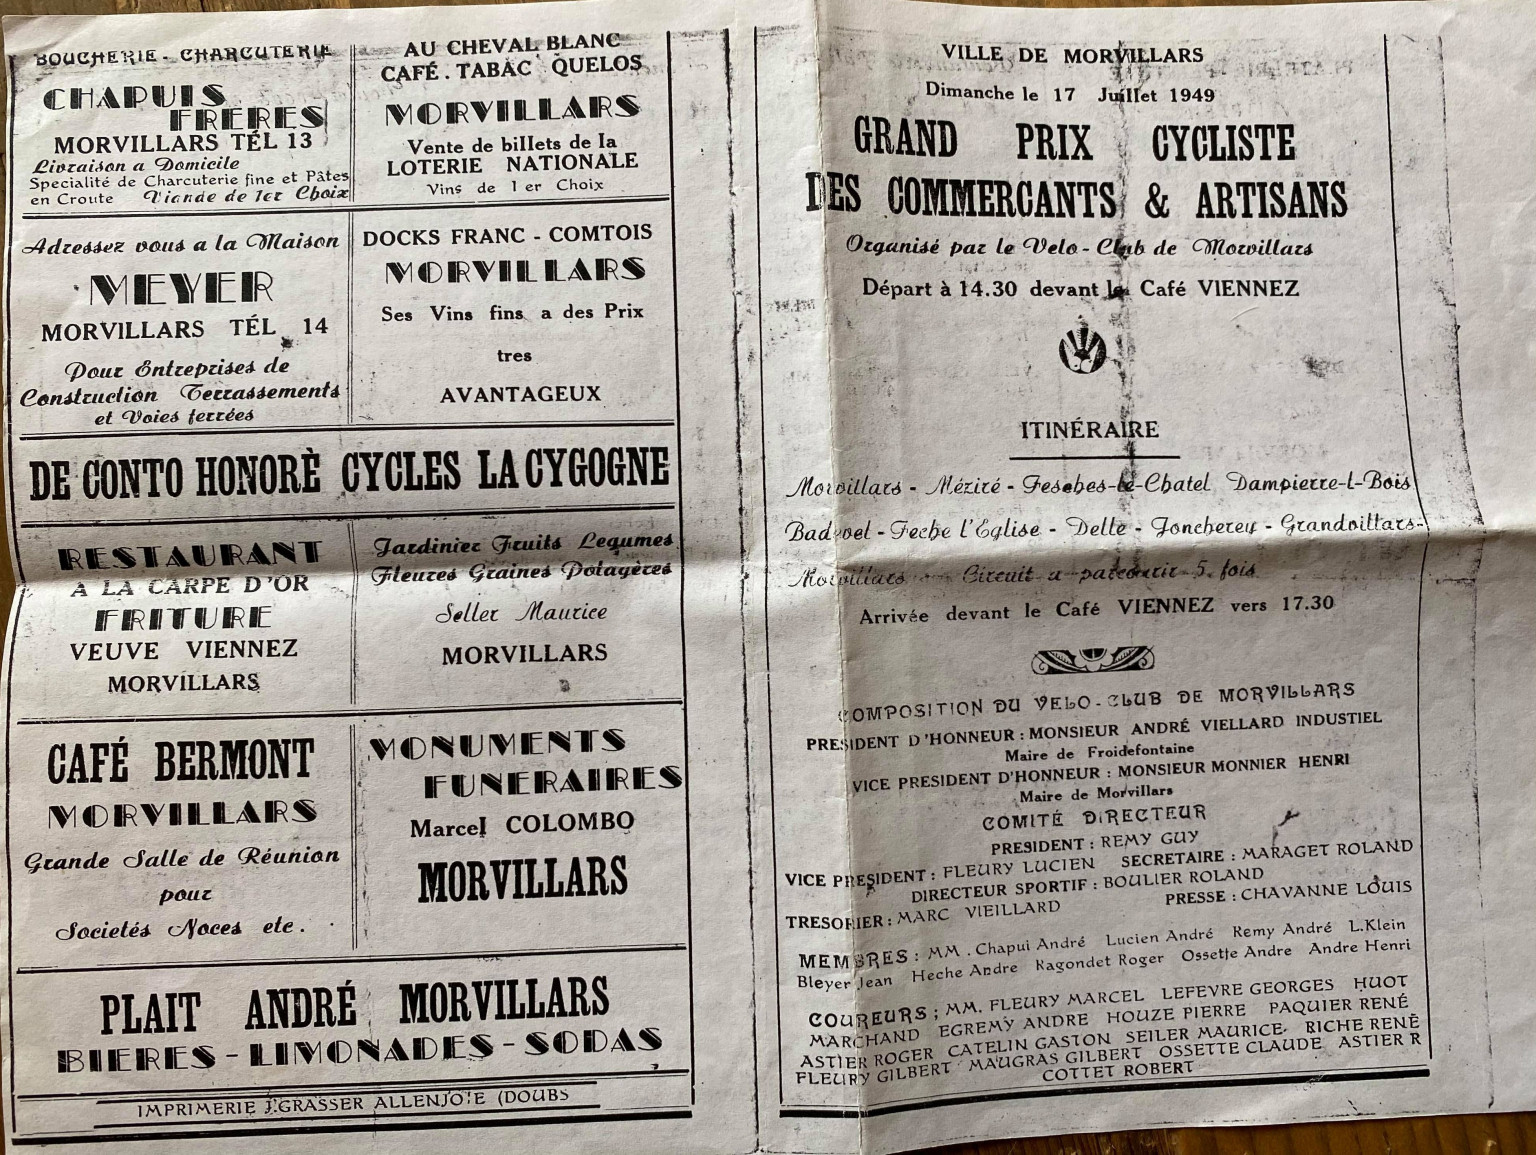 BOUCHERIE - CHARCUTERIE
CHAPUIS
FRERES
MORVILLARS TÉL 13
Livraison a Domicile
Specialité de Charcuterie fine et Pâtes
en Croute Viande de 1er Choix
AU CHEVAL BLANC
CAFÉ . TABAC QUELOS
MORVILLARS
Vente de billets de la
LOTERIE NATIONALE
Vins de 1 er Choix
Adressez vous a la Maison
MEYER
MORVILLARS TÉL 14
Pour Entreprises de
Construction Terrassements
et Voies ferrées
DOCKS FRANC - COMTOIS
MORVILLARS
Ses Vins fins a des Prix
tres
AVANTAGEUX
DE CONTO HONORÈ CYCLES LA CYGOGNE
RESTAURANT
A LA CARPE D'OR
FRITURE
VEUVE VIENNEZ
MORVILLARS
Jardinier Fruits Legumes
Fleures Graines Potagères
Seller Maurice
MORVILLARS
CAFÉ BERMONT
MORVILLARS
Grande Salle de Réunion
pour
Societés Noces etc.
MONUMENTS
FUNERAIRES
Marcel COLOMBO
MORVILLARS
PLAIT ANDRÉ MORVILLARS
BIERES - LIMONADES - SODAS
IMPRIMERIE J.GRASSER ALLENJOIE (DOUBS
VILLE DE MORVILLARS
Dimanche le 17 Juillet 1949
GRAND PRIX CYCLISTE
DES COMMERCANTS & ARTISANS
Organisé par le Velo - Club de Morvillars
Départ à 14.30 devant le Café VIENNEZ
ITINÉRAIRE
Morvillars - Méziré - Fesches-le-Chatel Dampierre-l-Bois
Badevel - Feche l'Eglise - Delle - Joncherey - Grandvillars-
Morvillars - Circuit a parcourir 5 fois
Arrivée devant le Café VIENNEZ vers 17.30
COMPOSITION DU VELO - CLUB DE MORVILLARS
PRESIDENT D'HONNEUR : MONSIEUR ANDRÉ VIELLARD INDUSTIEL
Maire de Froidefontaine
VICE PRESIDENT D'HONNEUR : MONSIEUR MONNIER HENRI
Maire de Morvillars
COMITÉ DIRECTEUR
PRESIDENT : REMY GUY
VICE PRESIDENT : FLEURY LUCIEN SECRETAIRE : MARAGET ROLAND
DIRECTEUR SPORTIF : BOULIER ROLAND
TRESORIER : MARC VIEILLARD PRESSE : CHAVANNE LOUIS
MEMBRES : MM . Chapui André Lucien André Remy André L.Klein
Bleyer Jean Heche Andre Ragondet Roger Ossette Andre Andre Henri
COUREURS ; MM. FLEURY MARCEL LEFEVRE GEORGES HUOT
MARCHAND EGREMY ANDRE HOUZE PIERRE PAQUIER RENÉ
ASTIER ROGER CATELIN GASTON SEILER MAURICE. RICHE RENÉ
FLEURY GILBERT MAUGRAS GILBERT OSSETTE CLAUDE ASTIER R
COTTET ROBERT